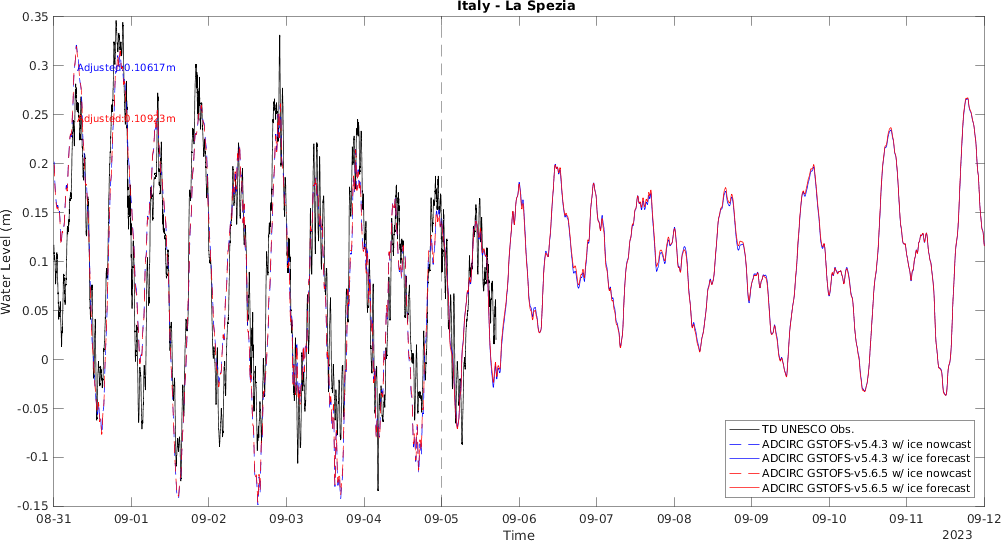 Italy - La Spezia
Water Level (m)
0.35
0.3
0.25
0.2
0.15
0.1
0.05
0
-0.05
-0.1
-0.15
Adjusted:0.10617m
Adjusted:0.10923m
TD UNESCO Obs.
ADCIRC GSTOFS-v5.4.3 w/ ice nowcast
ADCIRC GSTOFS-v5.4.3 w/ ice forecast
ADCIRC GSTOFS-v5.6.5 w/ ice nowcast
ADCIRC GSTOFS-v5.6.5 w/ ice forecast
08-31 09-01 09-02 09-03 09-04 09-05 09-06 09-07 09-08 09-09 09-10 09-11 09-12
Time
2023